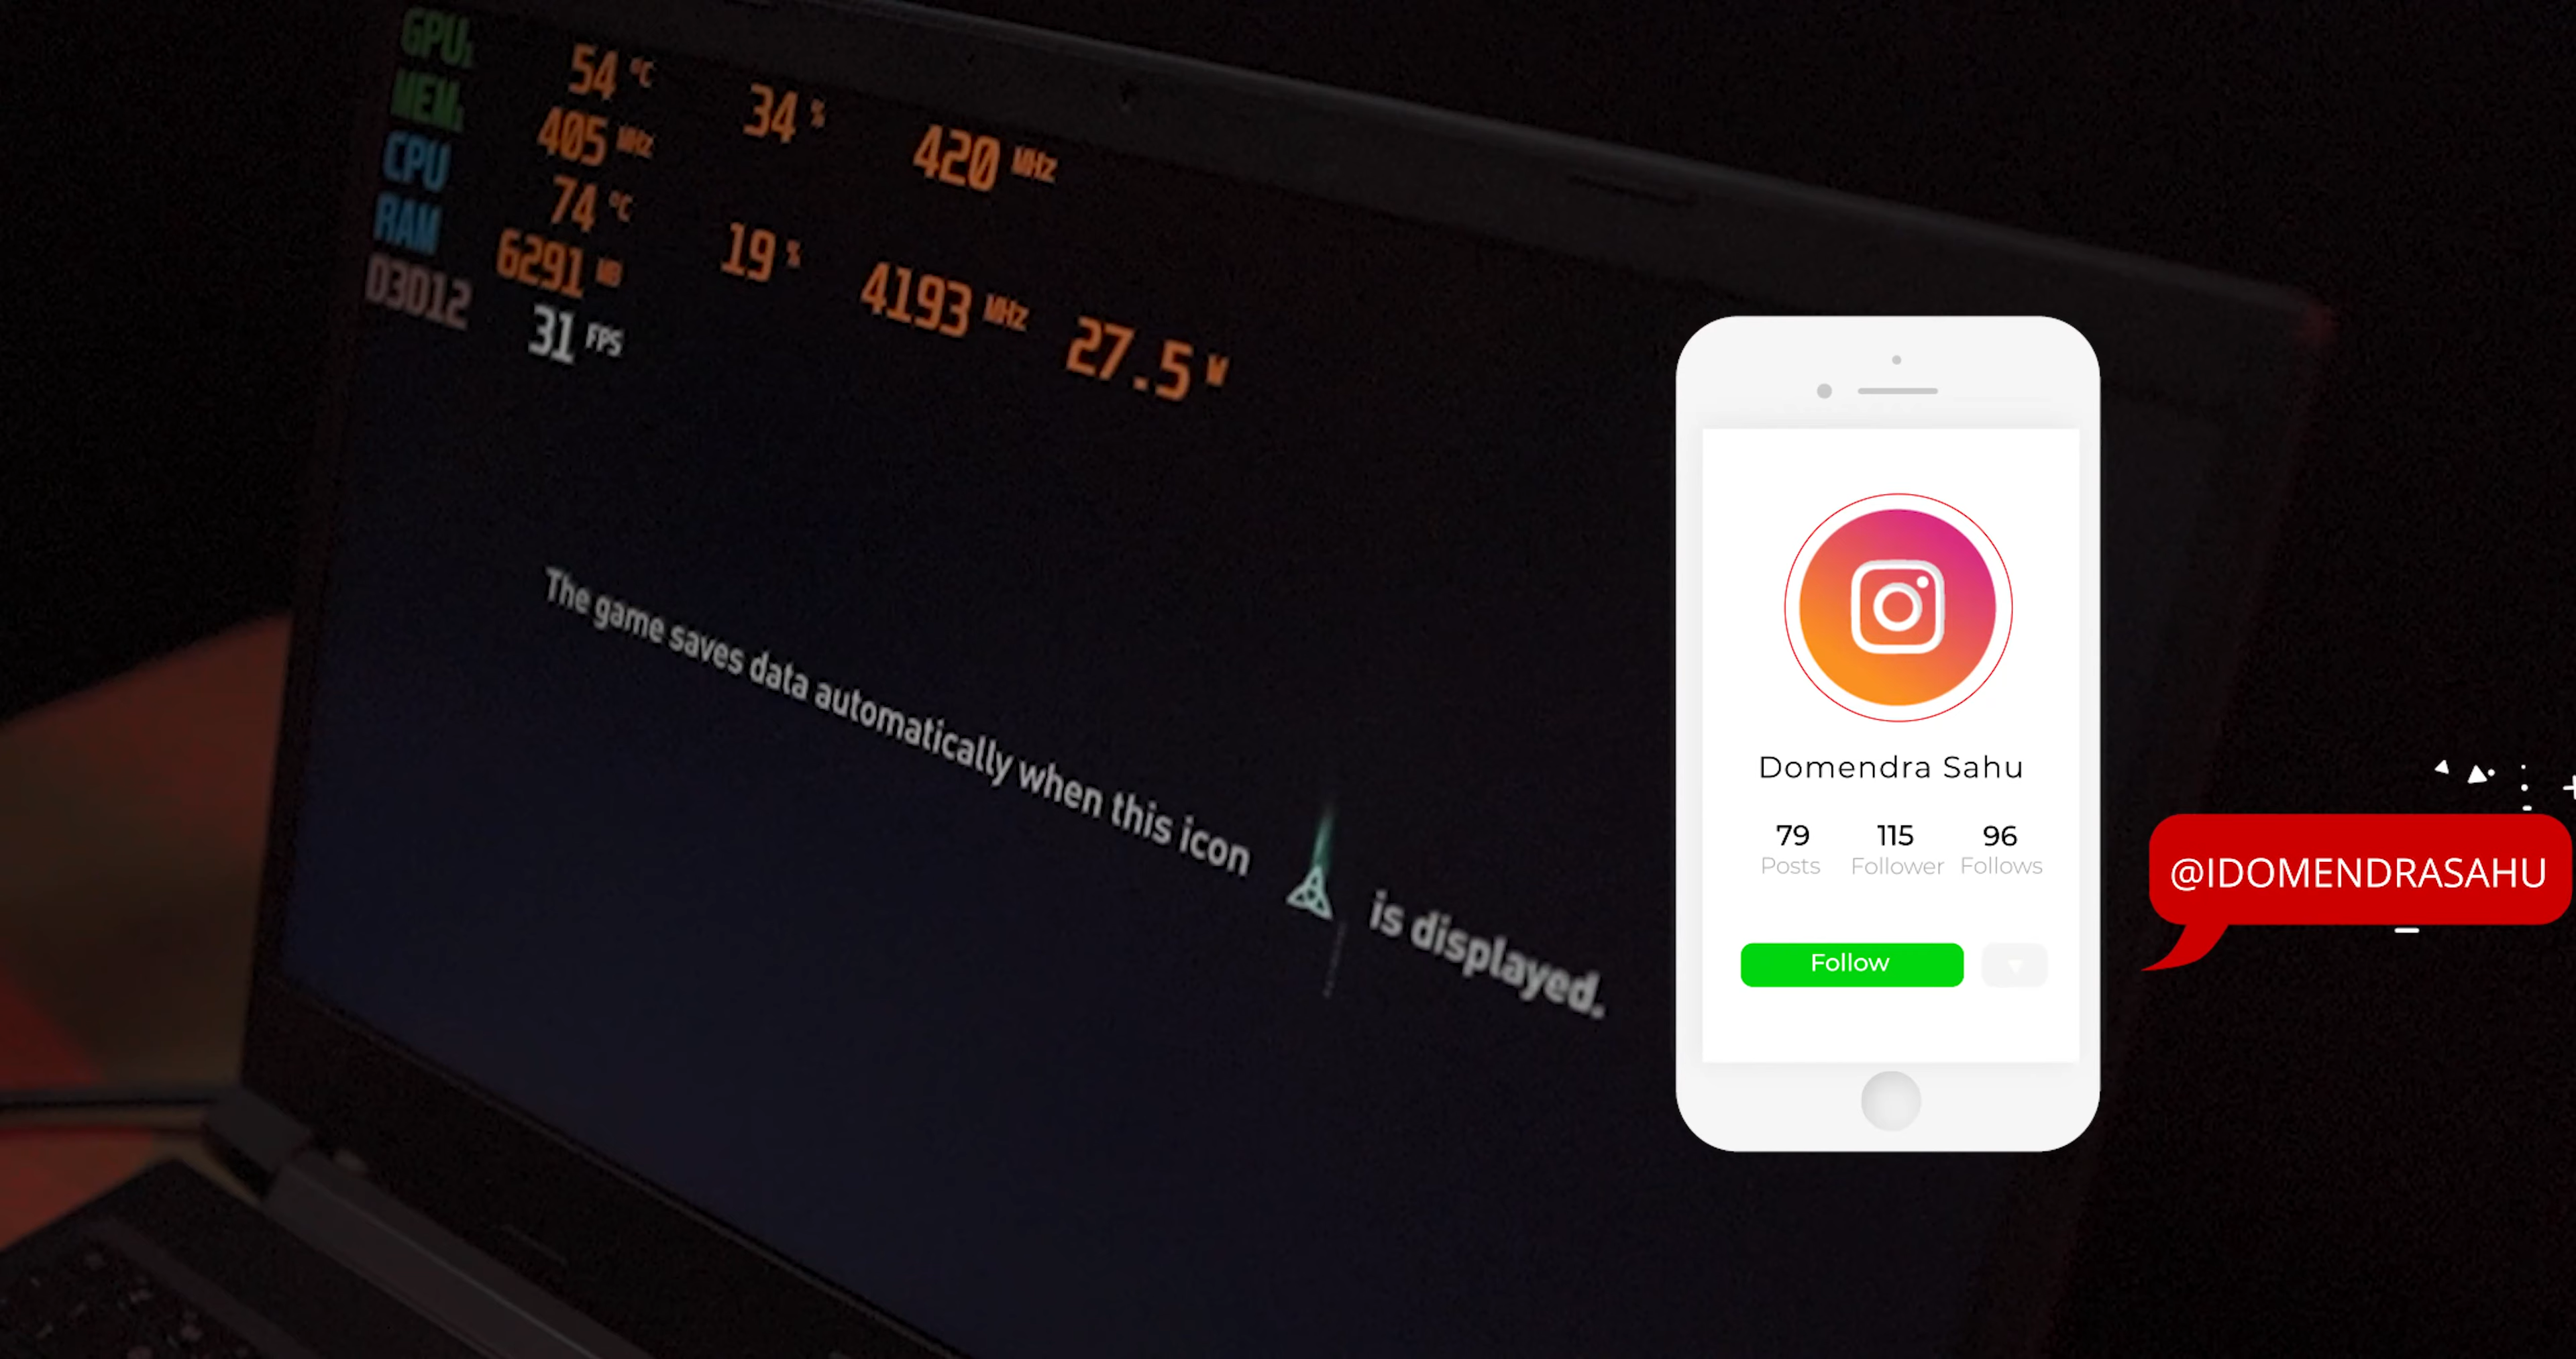 GPU1 54 °C 34 % 420 MHz
MEM1 405 MHz
CPU 74 °C 19 % 4193 MHz 27.5 W
RAM 6291 MB
D3D12 31 FPS
The game saves data automatically when this icon is displayed.
Domendra Sahu
79 115 96
Posts Follower Follows
Follow
@IDOMENDRASAHU